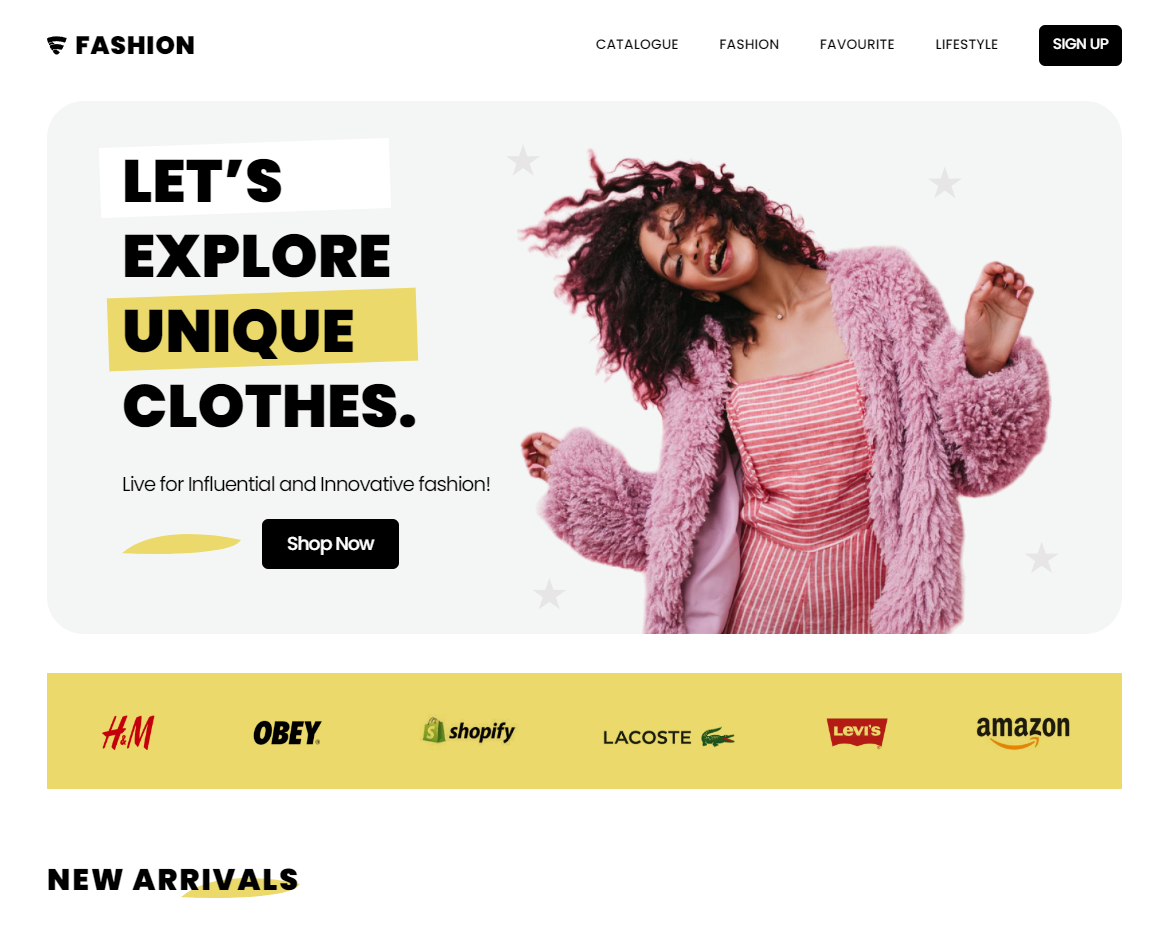 FASHION
CATALOGUE FASHION FAVOURITE LIFESTYLE SIGN UP
LET’S
EXPLORE
UNIQUE
CLOTHES.
Live for Influential and Innovative fashion!
Shop Now
H&M OBEY shopify LACOSTE LEVI'S amazon
NEW ARRIVALS